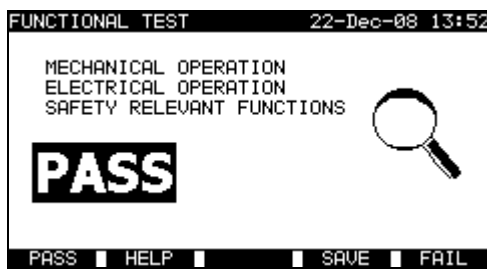 FUNCTIONAL TEST 22-Dec-08 13:52
MECHANICAL OPERATION
ELECTRICAL OPERATION
SAFETY RELEVANT FUNCTIONS
PASS
PASS HELP SAVE FAIL